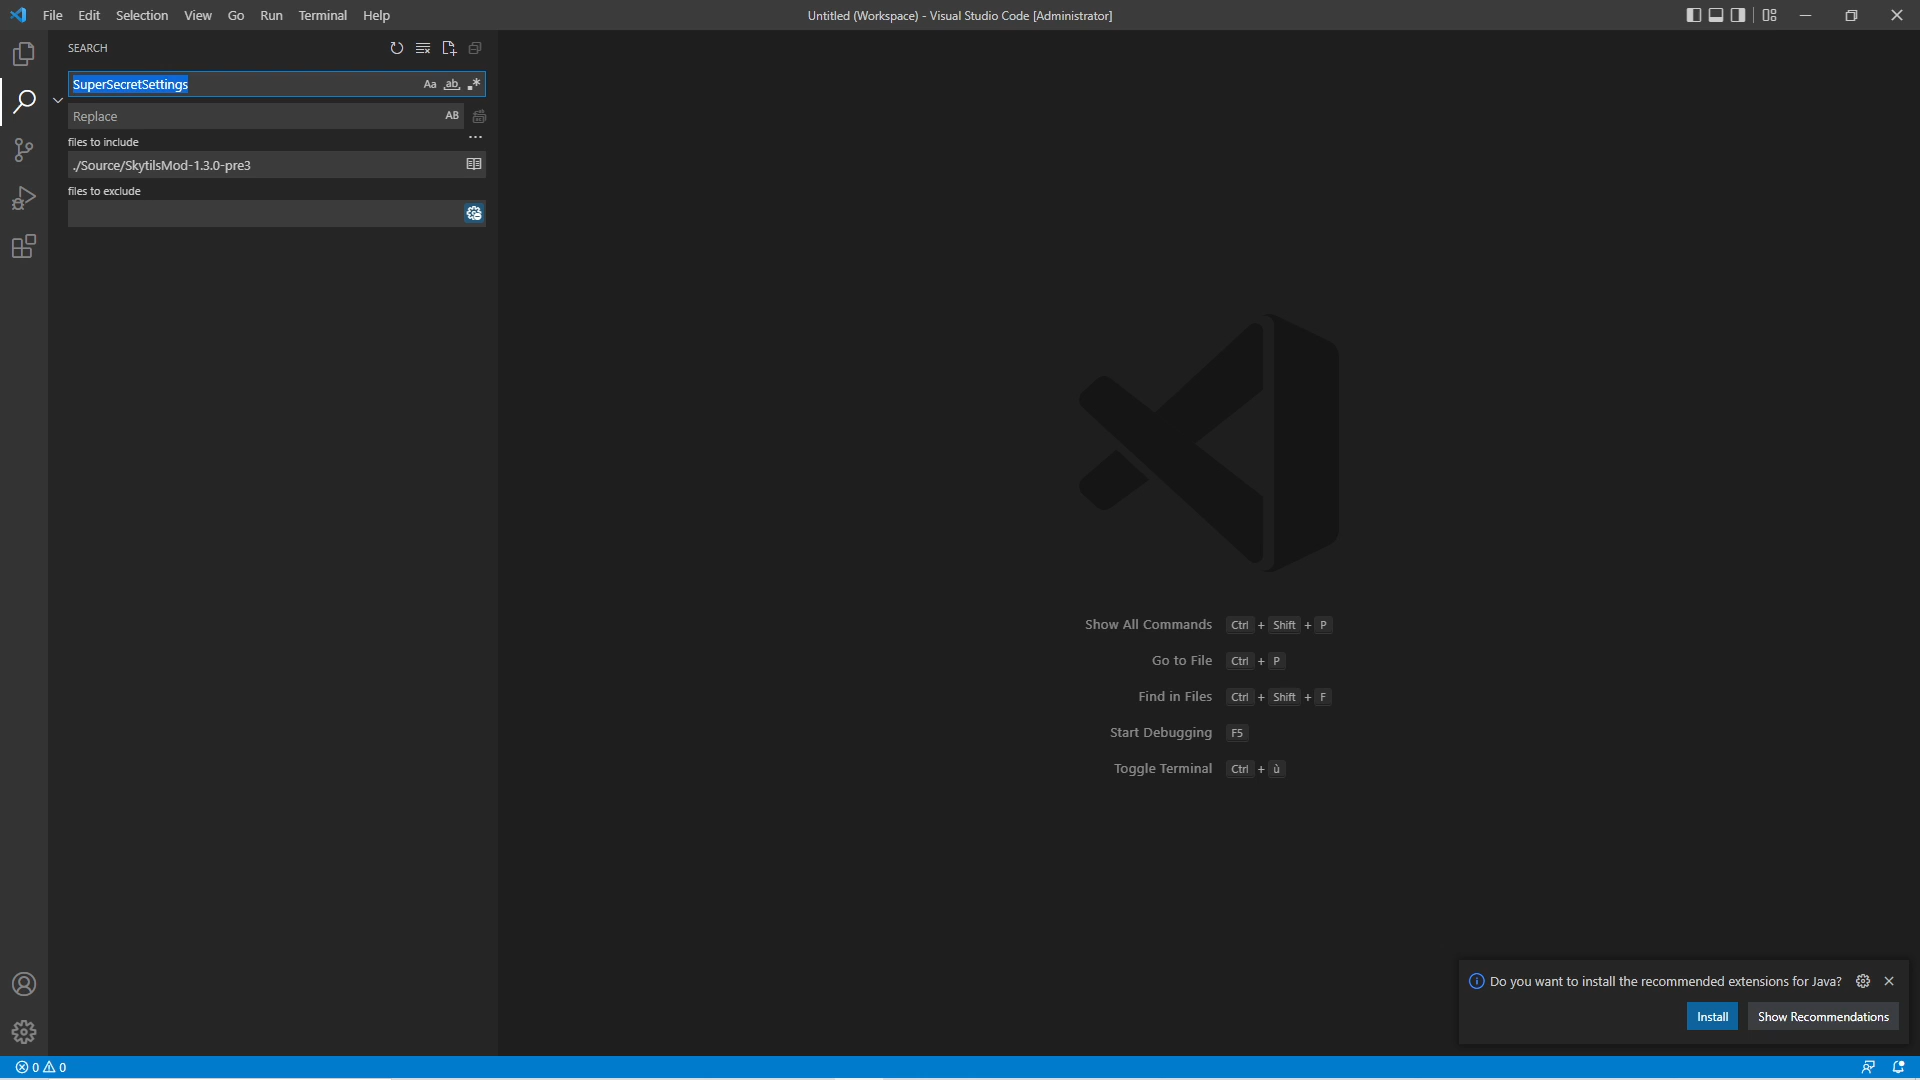 File Edit Selection View Go Run Terminal Help
Untitled (Workspace) - Visual Studio Code [Administrator]
SEARCH
SuperSecretSettings
Aa ab .*
Replace
AB
files to include
./Source/SkytilsMod-1.3.0-pre3
files to exclude
Show All Commands Ctrl + Shift + P
Go to File Ctrl + P
Find in Files Ctrl + Shift + F
Start Debugging F5
Toggle Terminal Ctrl + ù
Do you want to install the recommended extensions for Java?
Install Show Recommendations
0 0